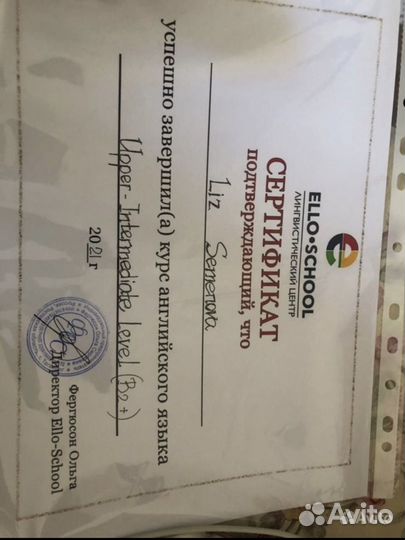 ELLO•SCHOOL
ЛИНГВИСТИЧЕСКИЙ ЦЕНТР
СЕРТИФИКАТ
подтверждающий, что
Liz Semenova
успешно завершил(а) курс английского языка
Upper-Intermediate Level (B2+)
2021 г
Фергюсон Ольга
Директор Ello-School
Avito